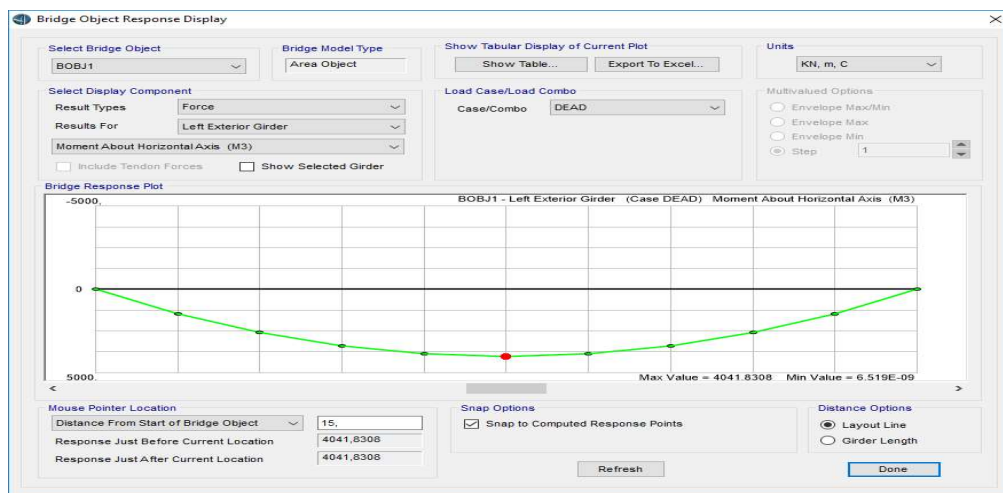 Bridge Object Response Display
Select Bridge Object
BOBJ1
Bridge Model Type
Area Object
Show Tabular Display of Current Plot
Show Table...
Export To Excel...
Units
KN, m, C
Select Display Component
Result Types
Force
Results For
Left Exterior Girder
Moment About Horizontal Axis (M3)
Include Tendon Forces
Show Selected Girder
Load Case/Load Combo
Case/Combo
DEAD
Multivalued Options
Envelope Max/Min
Envelope Max
Envelope Min
Step
1
Bridge Response Plot
-5000,
BOBJ1 - Left Exterior Girder (Case DEAD) Moment About Horizontal Axis (M3)
0
5000,
Max Value = 4041.8308 Min Value = 6.519E-09
Mouse Pointer Location
Distance From Start of Bridge Object
15,
Response Just Before Current Location
4041,8308
Response Just After Current Location
4041,8308
Snap Options
Snap to Computed Response Points
Distance Options
Layout Line
Girder Length
Refresh
Done